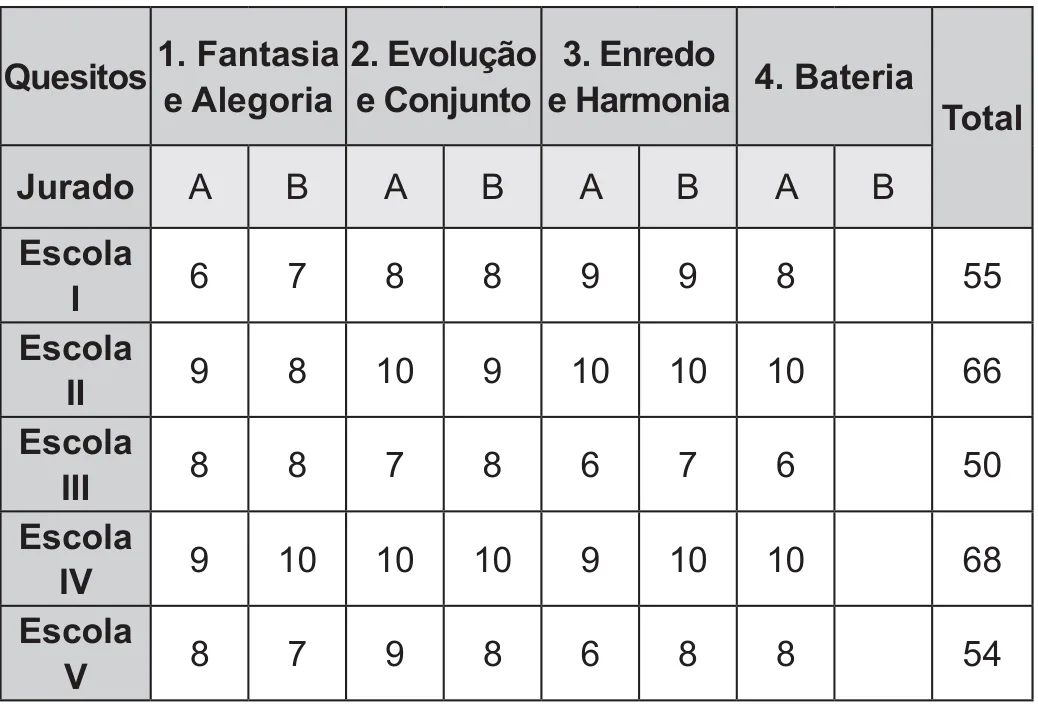 Quesitos 1. Fantasia e Alegoria 2. Evolução e Conjunto 3. Enredo e Harmonia 4. Bateria Total
Jurado A B A B A B A B
Escola I 6 7 8 8 9 9 8 55
Escola II 9 8 10 9 10 10 10 66
Escola III 8 8 7 8 6 7 6 50
Escola IV 9 10 10 10 9 10 10 68
Escola V 8 7 9 8 6 8 8 54